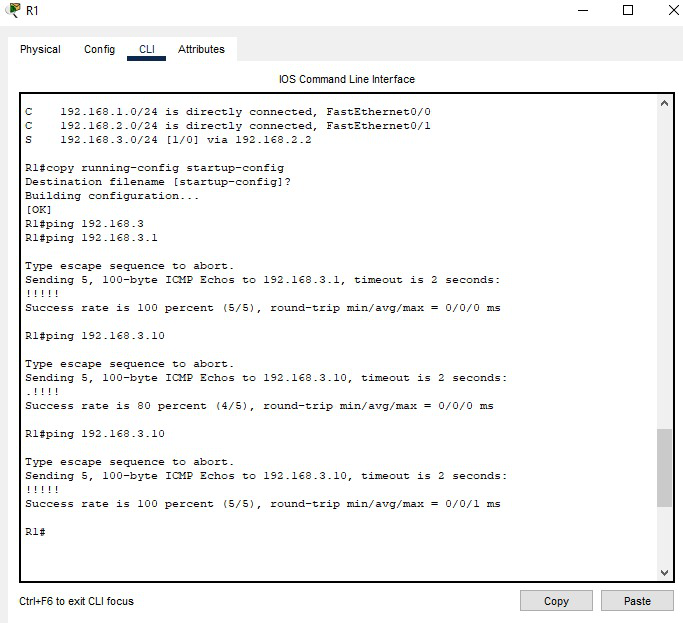 R1
Physical Config CLI Attributes
IOS Command Line Interface
C    192.168.1.0/24 is directly connected, FastEthernet0/0
C    192.168.2.0/24 is directly connected, FastEthernet0/1
S    192.168.3.0/24 [1/0] via 192.168.2.2
R1#copy running-config startup-config
Destination filename [startup-config]?
Building configuration...
[OK]
R1#ping 192.168.3
R1#ping 192.168.3.1
Type escape sequence to abort.
Sending 5, 100-byte ICMP Echos to 192.168.3.1, timeout is 2 seconds:
!!!!!
Success rate is 100 percent (5/5), round-trip min/avg/max = 0/0/0 ms
R1#ping 192.168.3.10
Type escape sequence to abort.
Sending 5, 100-byte ICMP Echos to 192.168.3.10, timeout is 2 seconds:
.!!!!
Success rate is 80 percent (4/5), round-trip min/avg/max = 0/0/0 ms
R1#ping 192.168.3.10
Type escape sequence to abort.
Sending 5, 100-byte ICMP Echos to 192.168.3.10, timeout is 2 seconds:
!!!!!
Success rate is 100 percent (5/5), round-trip min/avg/max = 0/0/1 ms
R1#
Ctrl+F6 to exit CLI focus
Copy Paste